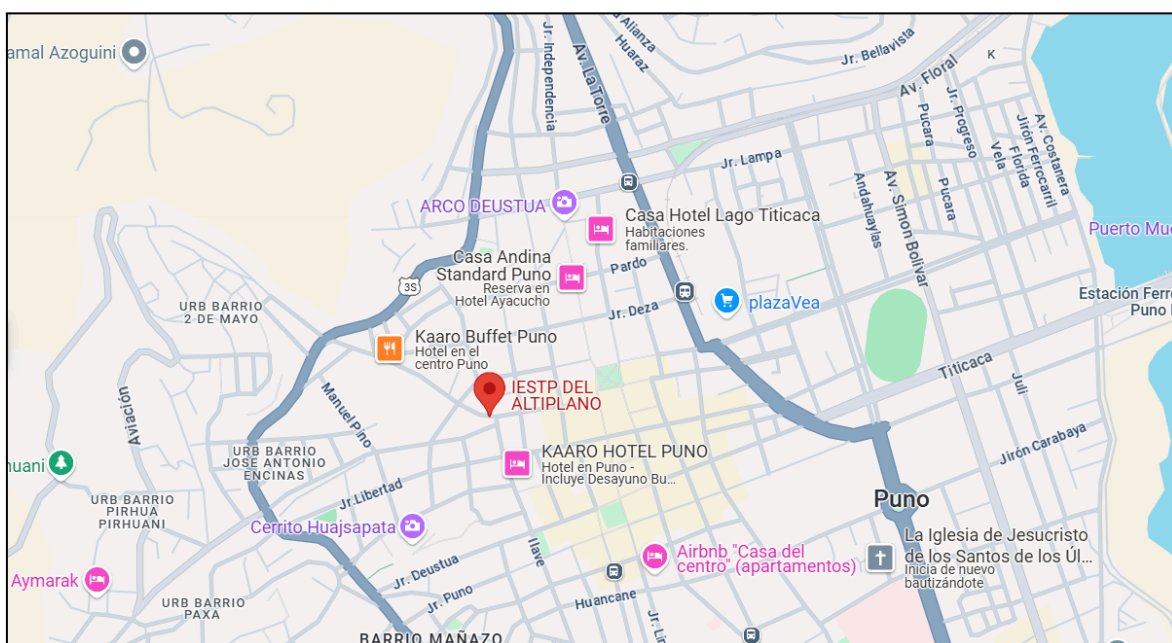 amal Azoguini
Jr. Independencia
Alianza
Huaraz
Av. La Torre
Jr. Bellavista
Av. Floral
K
Jr. Lampa
Pucara
Jr. Progreso
Vela
Florida
Jirón Ferrocarril
Av. Costanera
Andahuaylas
Av. Simon Bolivar
Pucara
ARCO DEUSTUA
Casa Hotel Lago Titicaca
Habitaciones
familiares.
Puerto Mue
Casa Andina
Standard Puno
Reserva en
Hotel Ayacucho
Pardo
3S
plazaVea
Estación Ferro
Puno
URB BARRIO
2 DE MAYO
Jr. Deza
Kaaro Buffet Puno
Hotel en el
centro Puno
Titicaca
Juli
IESTP DEL
ALTIPLANO
Manuel Pino
Aviación
URB BARRIO
JOSE ANTONIO
ENCINAS
KAARO HOTEL PUNO
Hotel en Puno -
Incluye Desayuno Bu...
Jirón Carabaya
huani
URB BARRIO
PIRHUA
PIRHUANI
Jr.Libertad
Puno
Cerrito Huajsapata
Ilave
La Iglesia de Jesucristo
de los Santos de los Úl...
Inicia de nuevo
bautizándote
Airbnb "Casa del
centro" (apartamentos)
Aymarak
Jr. Deustua
Jr. Puno
Huancane
URB BARRIO
PAXA
BARRIO MAÑAZO